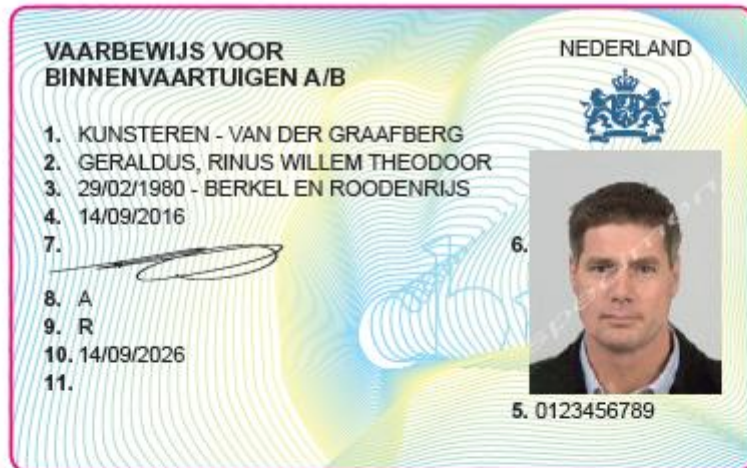 VAARBEWIJS VOOR
BINNENVAARTUIGEN A/B
NEDERLAND
1. KUNSTEREN - VAN DER GRAAFBERG
2. GERALDUS, RINUS WILLEM THEODOOR
3. 29/02/1980 - BERKEL EN ROODENRIJS
4. 14/09/2016
7.
6.
8. A
9. R
10. 14/09/2026
11.
5. 0123456789